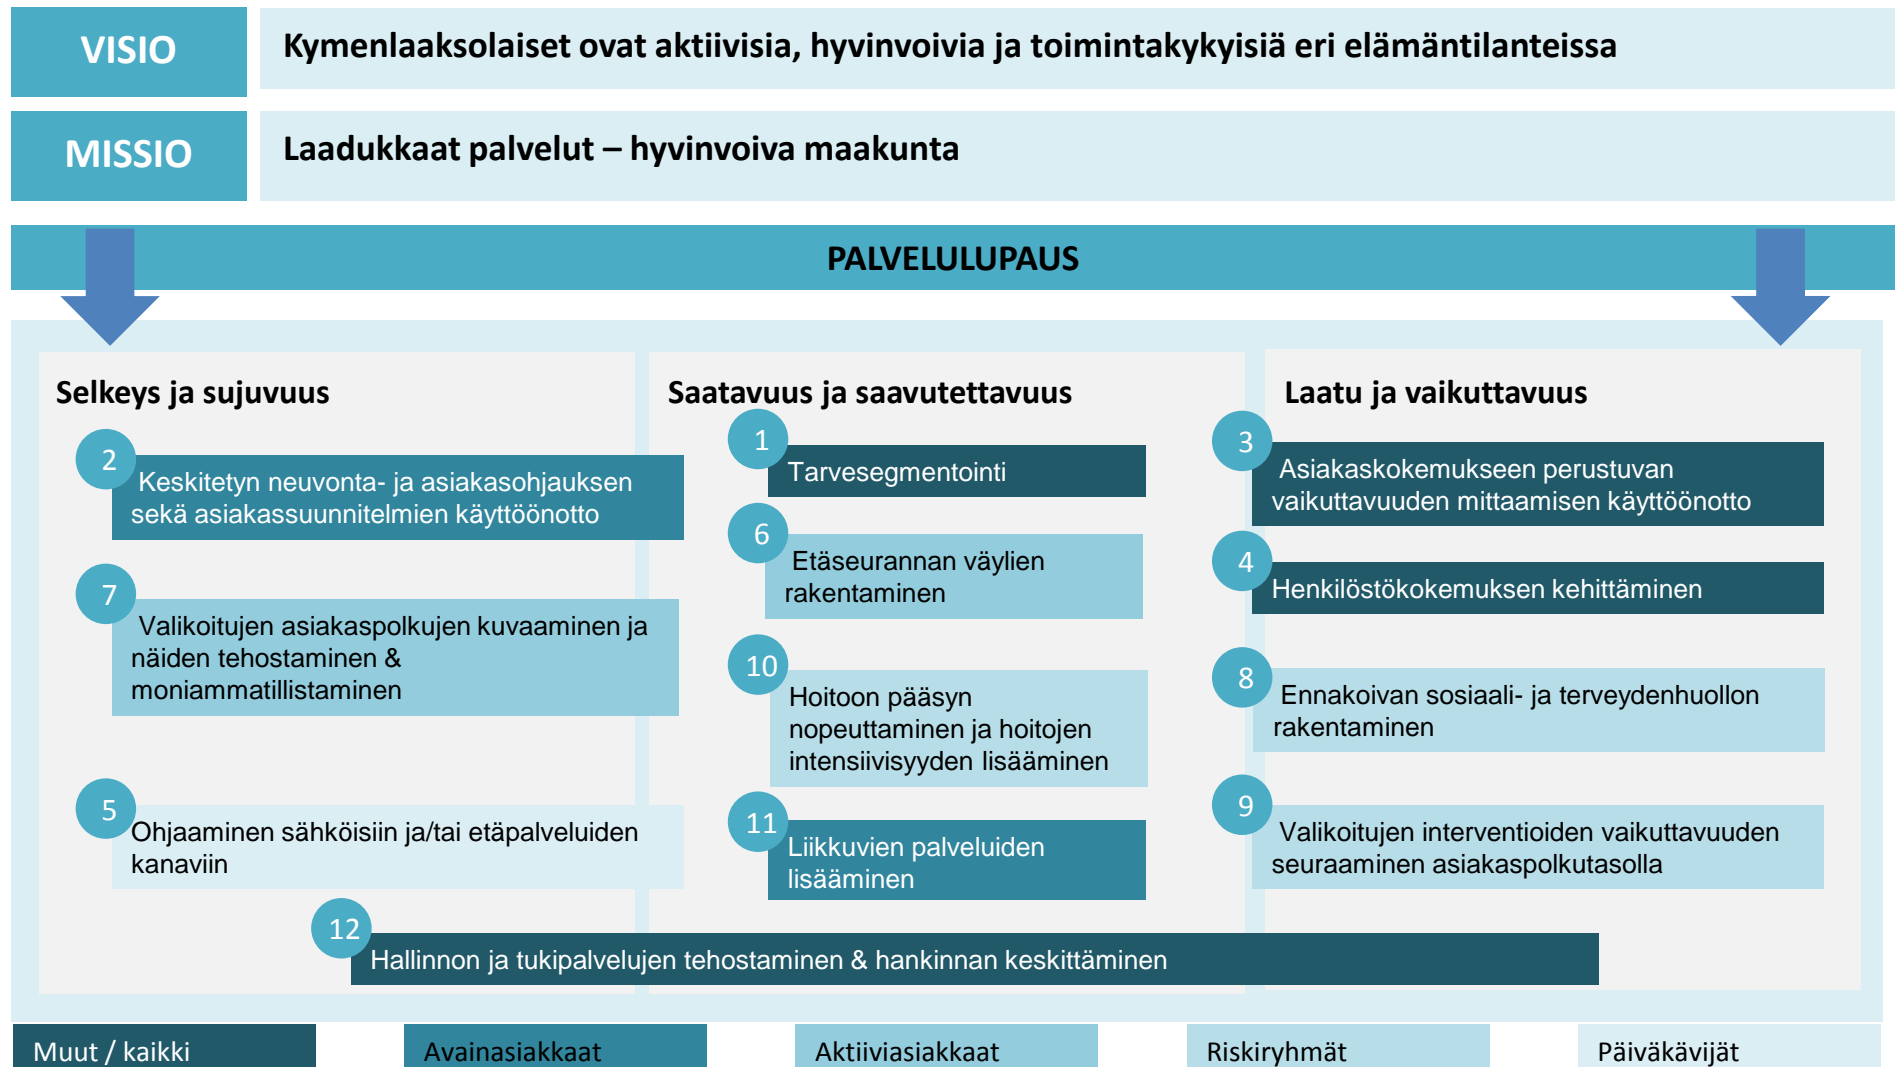 VISIO
Kymenlaaksolaiset ovat aktiivisia, hyvinvoivia ja toimintakykyisiä eri elämäntilanteissa
MISSIO
Laadukkaat palvelut – hyvinvoiva maakunta
PALVELULUPAUS
Selkeys ja sujuvuus
2
Keskitetyn neuvonta- ja asiakasohjauksen
sekä asiakassuunnitelmien käyttöönotto
7
Valikoitujen asiakaspolkujen kuvaaminen ja
näiden tehostaminen &
moniammatillistaminen
5
Ohjaaminen sähköisiin ja/tai etäpalveluiden
kanaviin
Saatavuus ja saavutettavuus
1
Tarvesegmentointi
6
Etäseurannan väylien
rakentaminen
10
Hoitoon pääsyn
nopeuttaminen ja hoitojen
intensiivisyyden lisääminen
11
Liikkuvien palveluiden
lisääminen
Laatu ja vaikuttavuus
3
Asiakaskokemukseen perustuvan
vaikuttavuuden mittaamisen käyttöönotto
4
Henkilöstökokemuksen kehittäminen
8
Ennakoivan sosiaali- ja terveydenhuollon
rakentaminen
9
Valikoitujen interventioiden vaikuttavuuden
seuraaminen asiakaspolkutasolla
12
Hallinnon ja tukipalvelujen tehostaminen & hankinnan keskittäminen
Muut / kaikki
Avainasiakkaat
Aktiiviasiakkaat
Riskiryhmät
Päiväkävijät